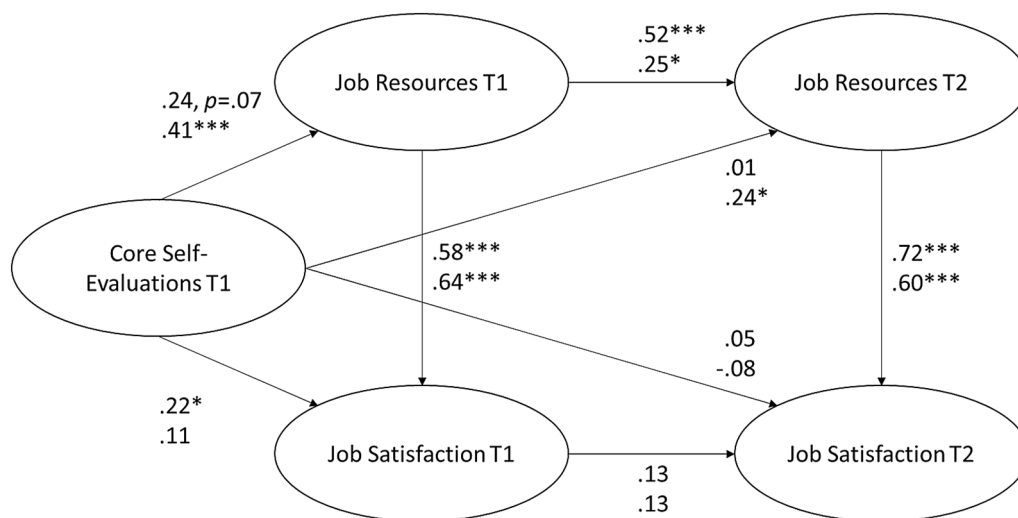 .52***
.25*
Job Resources T1
Job Resources T2
.24, p=.07
.41***
.01
.24*
Core Self-
Evaluations T1
.58***
.64***
.72***
.60***
.05
-.08
.22*
.11
Job Satisfaction T1
Job Satisfaction T2
.13
.13